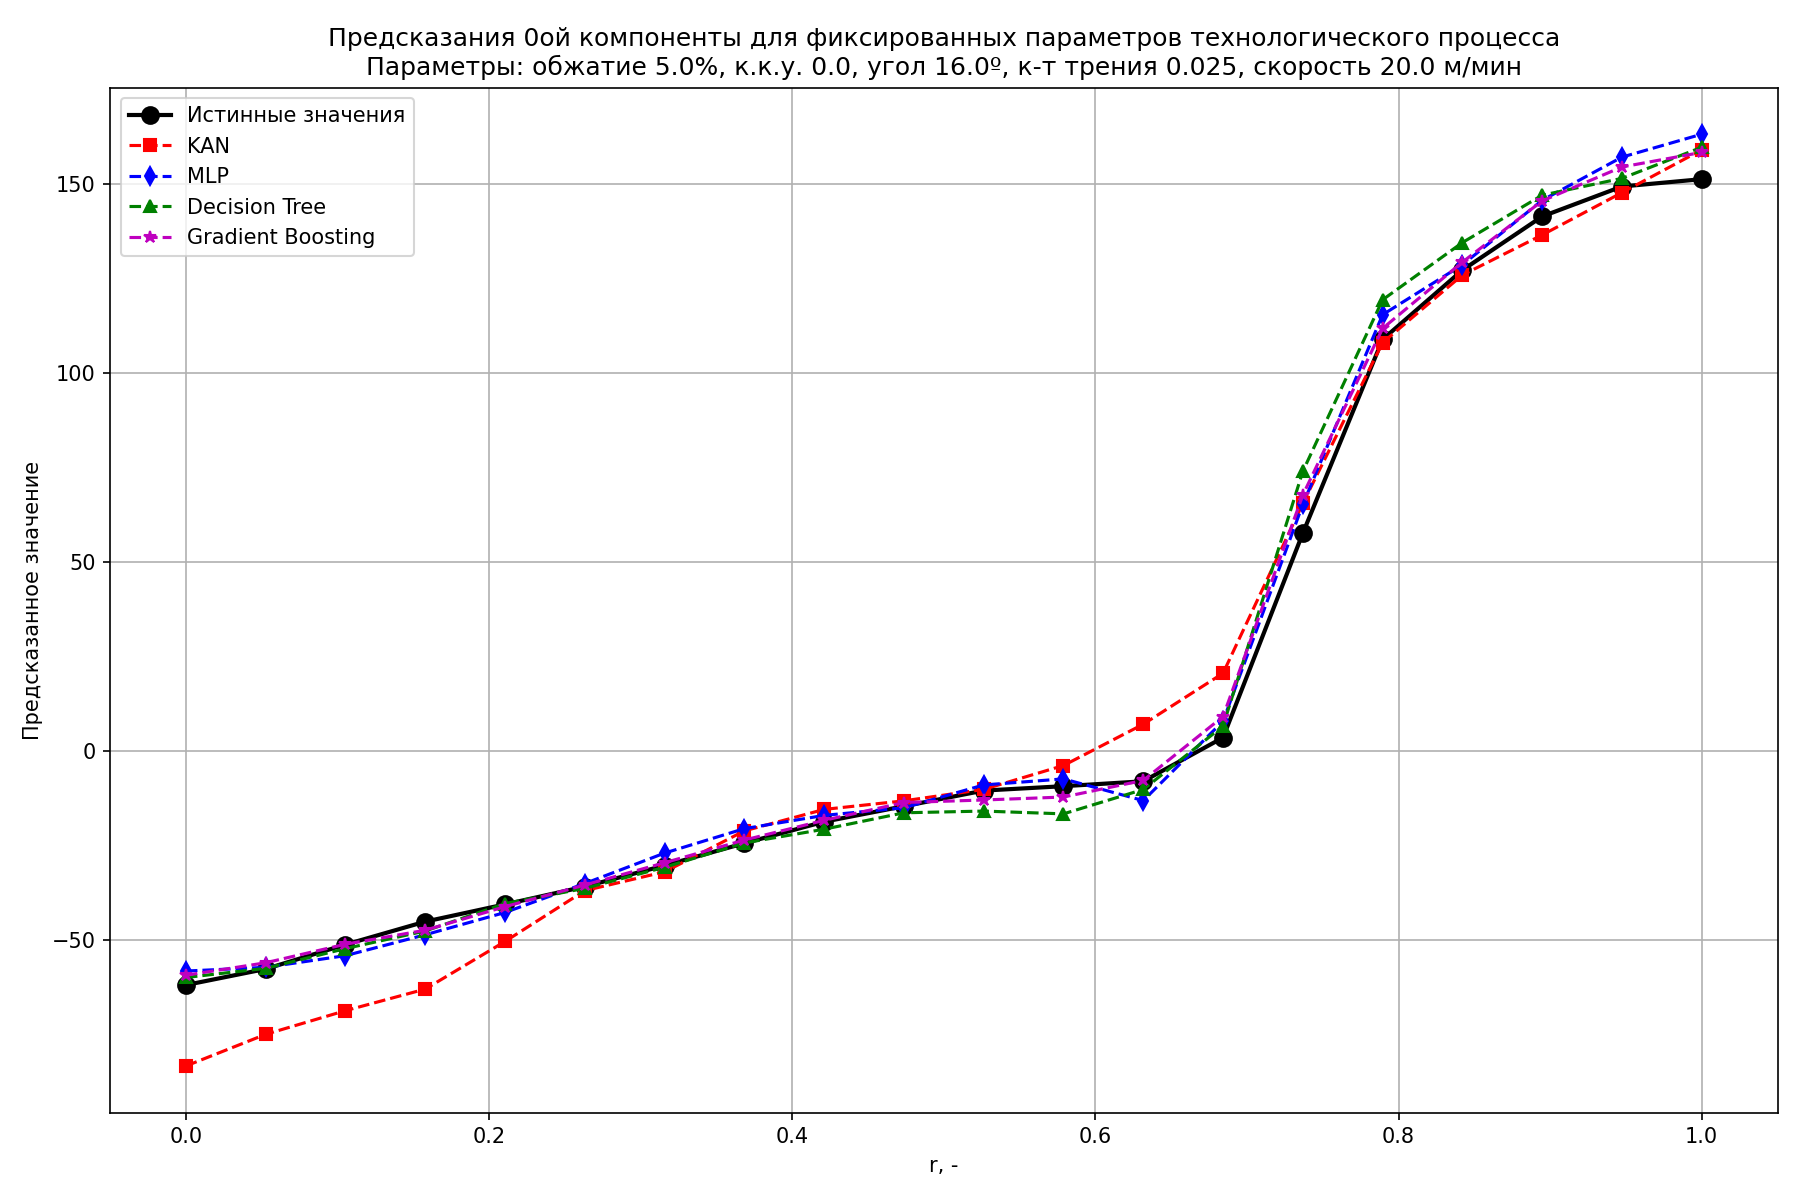 Предсказания 0ой компоненты для фиксированных параметров технологического процесса
Параметры: обжатие 5.0%, к.к.у. 0.0, угол 16.0º, к-т трения 0.025, скорость 20.0 м/мин
Истинные значения
KAN
MLP
Decision Tree
Gradient Boosting
Предсказанное значение
150
100
50
0
−50
0.0
0.2
0.4
0.6
0.8
1.0
r, -